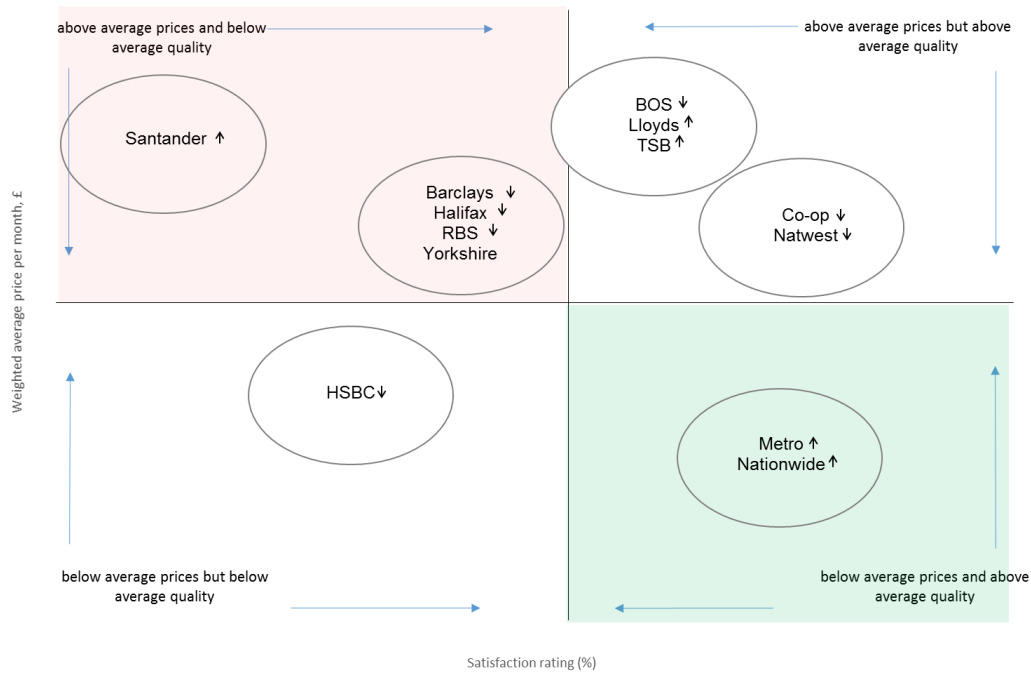 above average prices and below
average quality
above average prices but above
average quality
Santander ↑
BOS ↓
Lloyds ↑
TSB ↑
Barclays ↓
Halifax ↓
RBS ↓
Yorkshire
Co-op ↓
Natwest ↓
Weighted average price per month, £
HSBC ↓
Metro ↑
Nationwide ↑
below average prices but below
average quality
below average prices and above
average quality
Satisfaction rating (%)